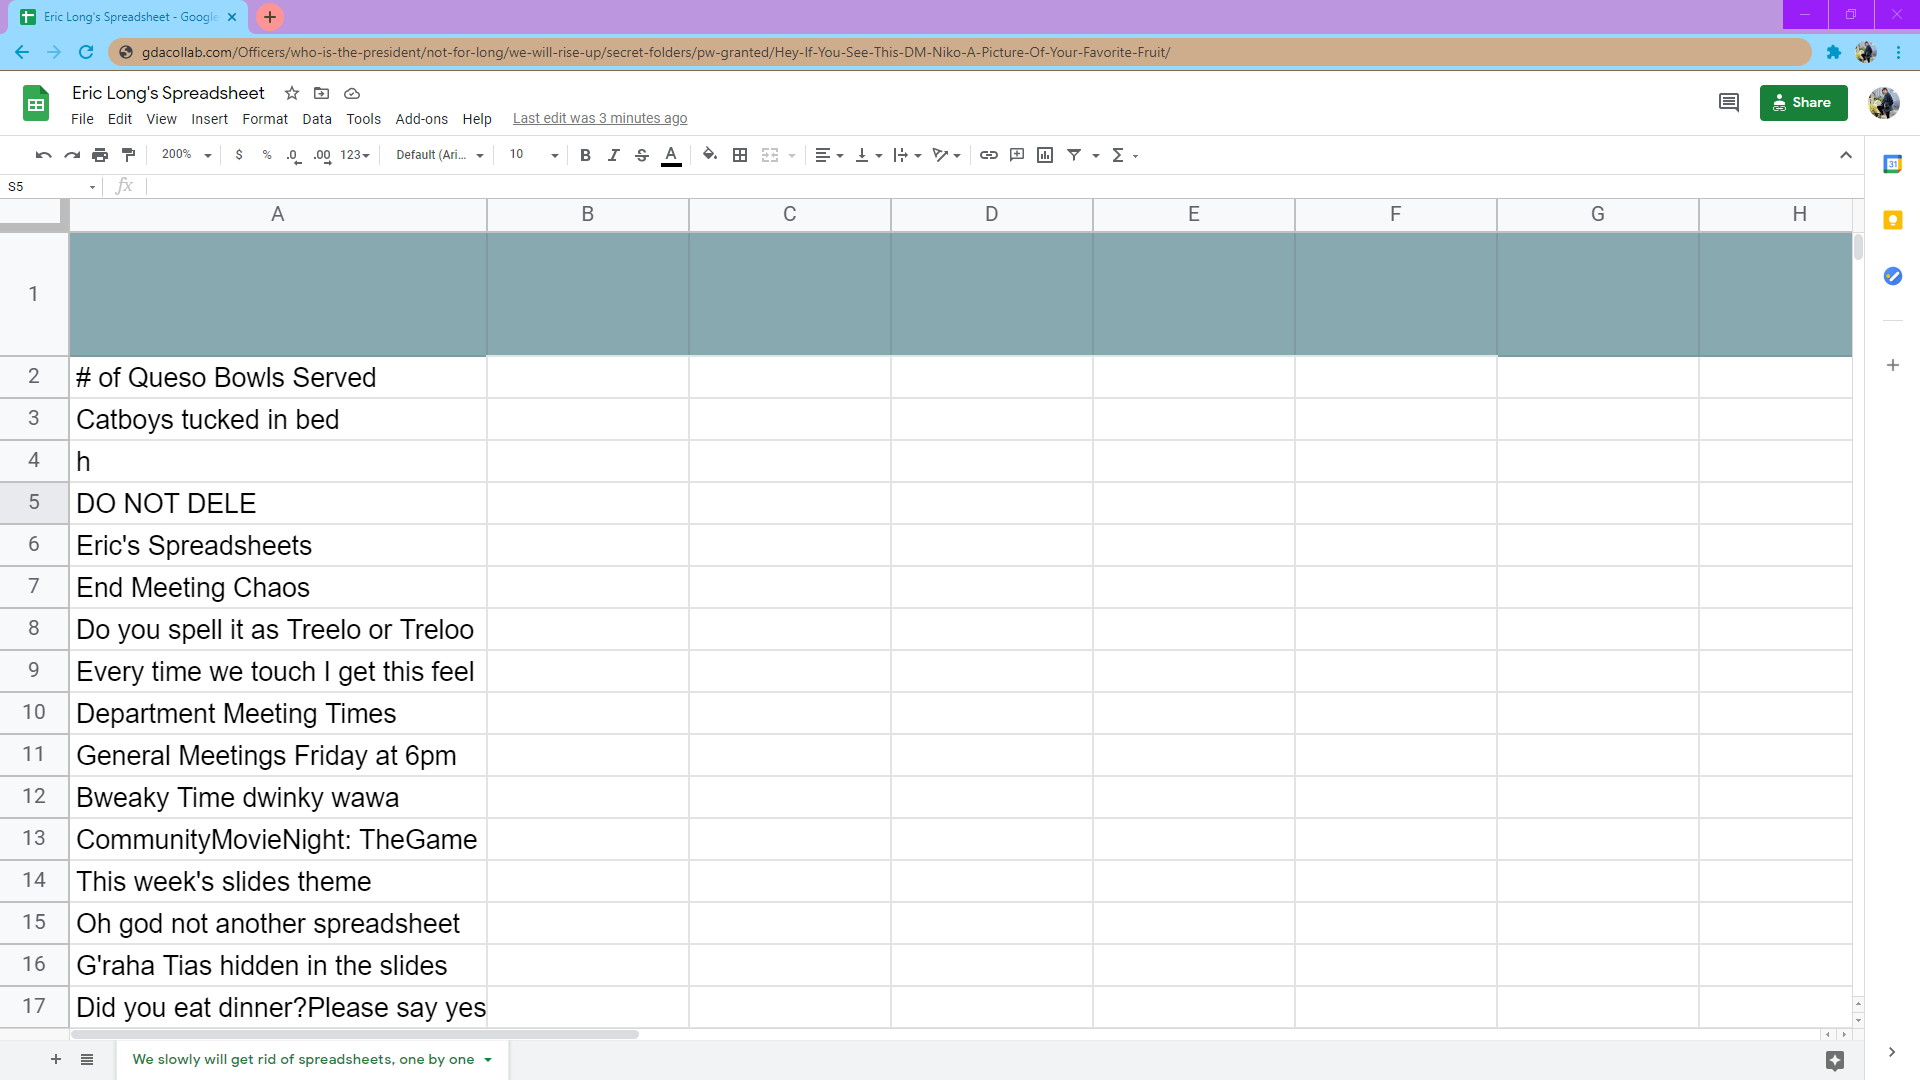 Eric Long's Spreadsheet - Google
gdacollab.com/Officers/who-is-the-president/not-for-long/we-will-rise-up/secret-folders/pw-granted/Hey-If-You-See-This-DM-Niko-A-Picture-Of-Your-Favorite-Fruit/
Eric Long's Spreadsheet
Share
File Edit View Insert Format Data Tools Add-ons Help Last edit was 3 minutes ago
200% $ % .0 .00 123 Default (Ari... 10 B I S A Σ
31
S5 fx
A B C D E F G H
1
2 # of Queso Bowls Served
3 Catboys tucked in bed
4 h
5 DO NOT DELE
6 Eric's Spreadsheets
7 End Meeting Chaos
8 Do you spell it as Treelo or Treloo
9 Every time we touch I get this feel
10 Department Meeting Times
11 General Meetings Friday at 6pm
12 Bweaky Time dwinky wawa
13 CommunityMovieNight: TheGame
14 This week's slides theme
15 Oh god not another spreadsheet
16 G'raha Tias hidden in the slides
17 Did you eat dinner?Please say yes
We slowly will get rid of spreadsheets, one by one